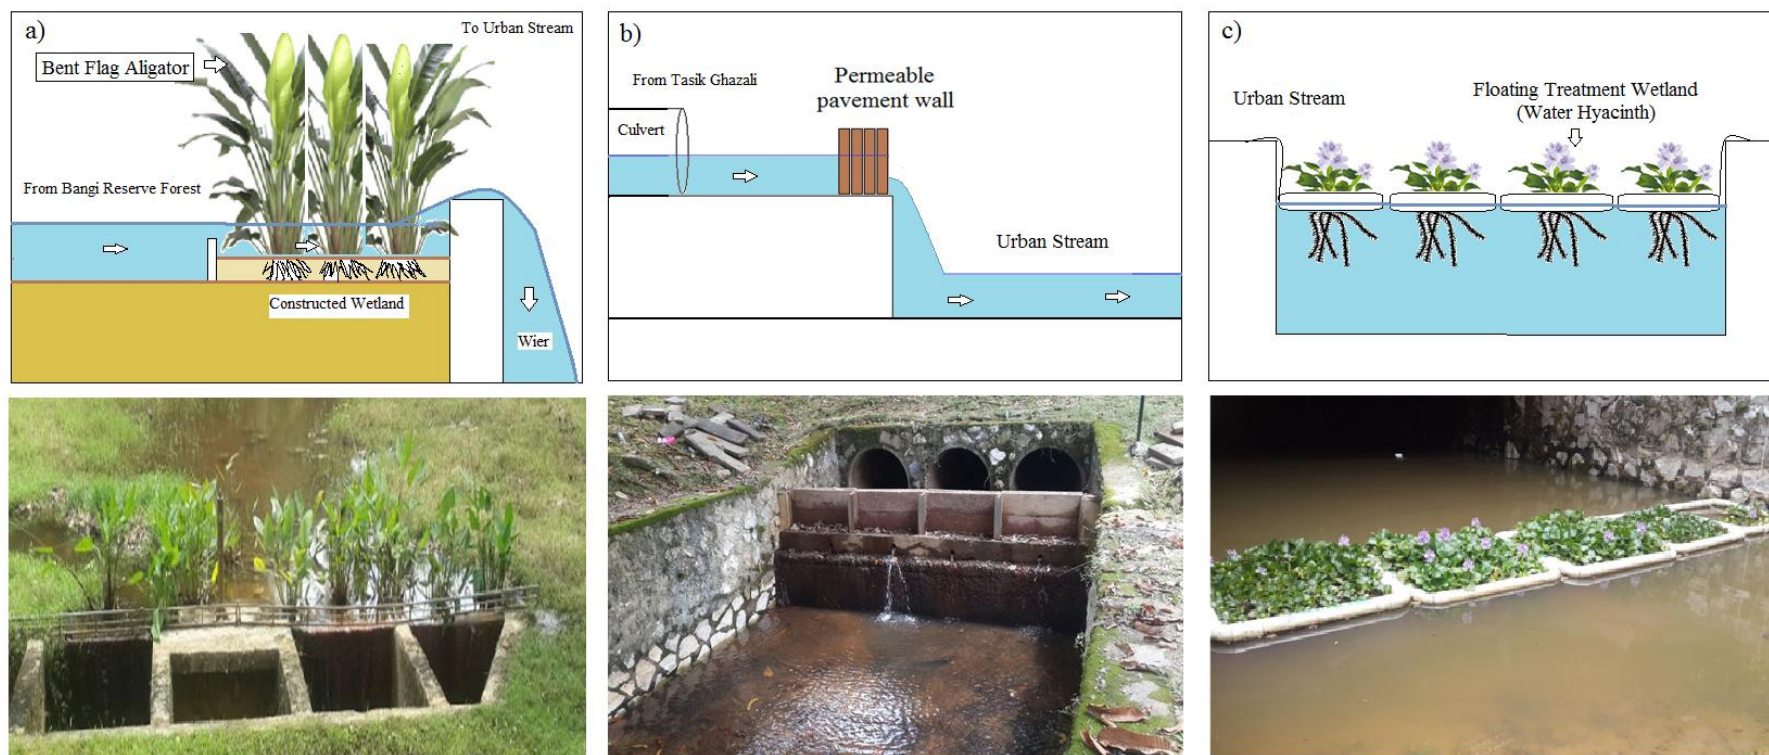 a)
To Urban Stream
Bent Flag Aligator
From Bangi Reserve Forest
Constructed Wetland
Wier
b)
From Tasik Ghazali
Permeable
pavement wall
Culvert
Urban Stream
c)
Urban Stream
Floating Treatment Wetland
(Water Hyacinth)